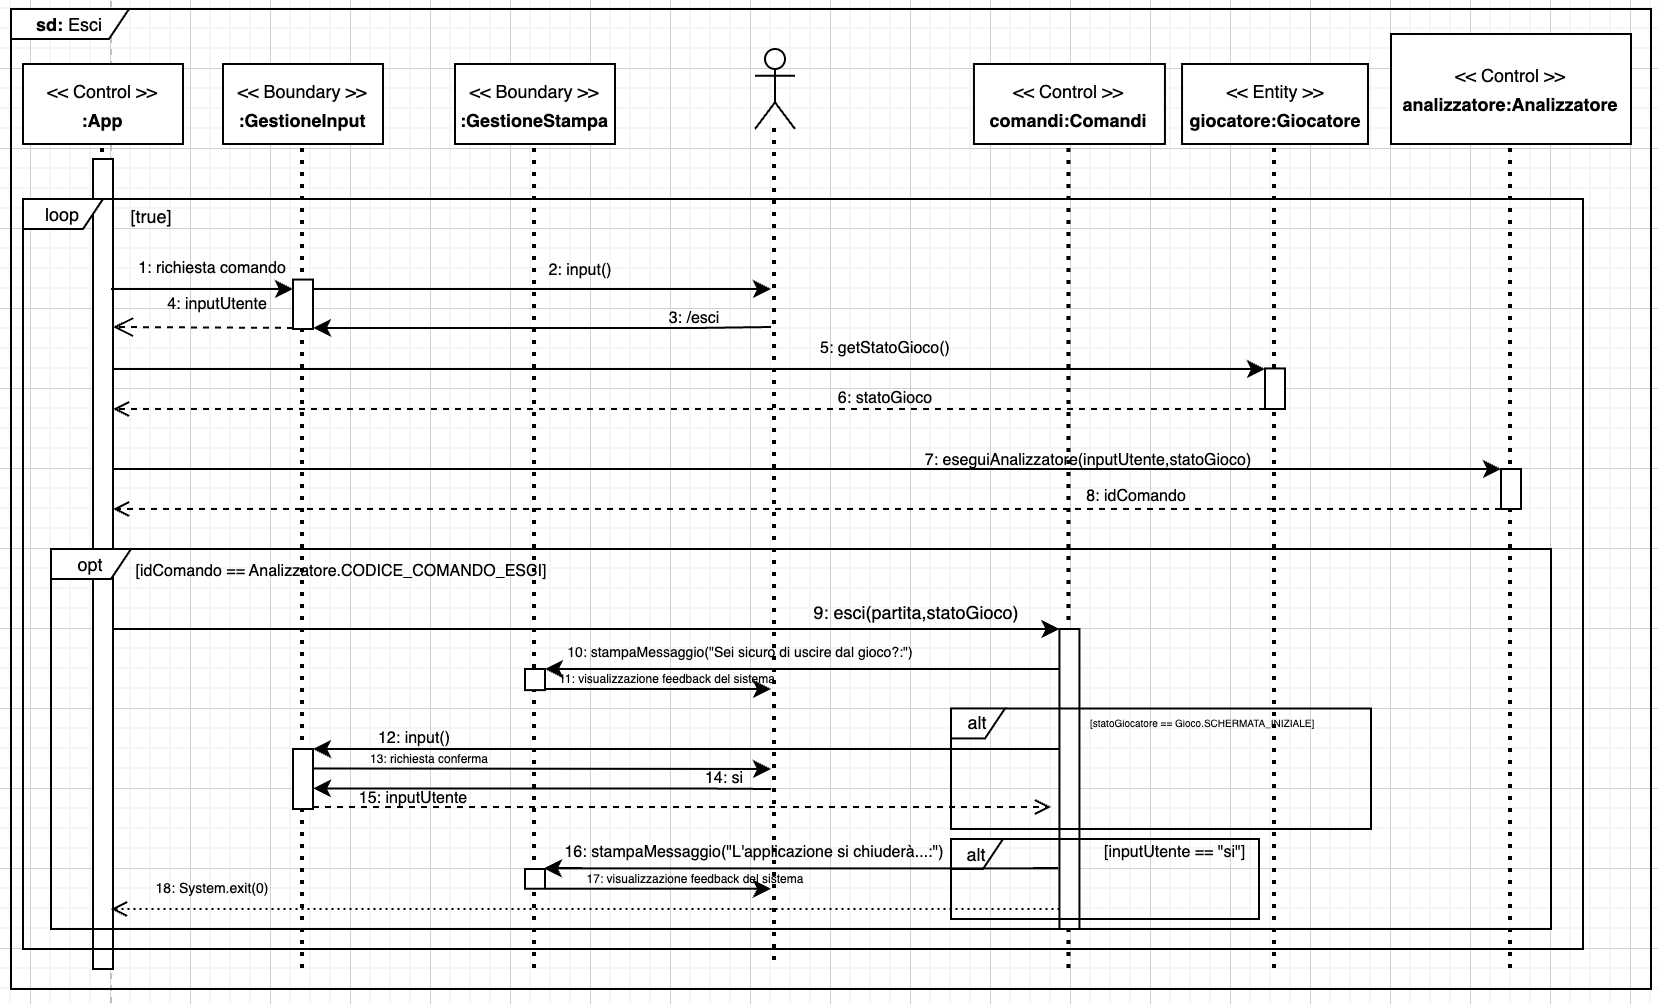 sd: Esci
<< Control >>
:App
<< Boundary >>
:GestioneInput
<< Boundary >>
:GestioneStampa
<< Control >>
comandi:Comandi
<< Entity >>
giocatore:Giocatore
<< Control >>
analizzatore:Analizzatore
loop
[true]
1: richiesta comando
2: input()
4: inputUtente
3: /esci
5: getStatoGioco()
6: statoGioco
7: eseguiAnalizzatore(inputUtente,statoGioco)
8: idComando
opt
[idComando == Analizzatore.CODICE_COMANDO_ESCI]
9: esci(partita,statoGioco)
10: stampaMessaggio("Sei sicuro di uscire dal gioco?:")
11: visualizzazione feedback del sistema
alt
[statoGiocatore == Gioco.SCHERMATA_INIZIALE]
12: input()
13: richiesta conferma
14: si
15: inputUtente
16: stampaMessaggio("L'applicazione si chiuderà...:")
alt
[inputUtente == "si"]
17: visualizzazione feedback del sistema
18: System.exit(0)